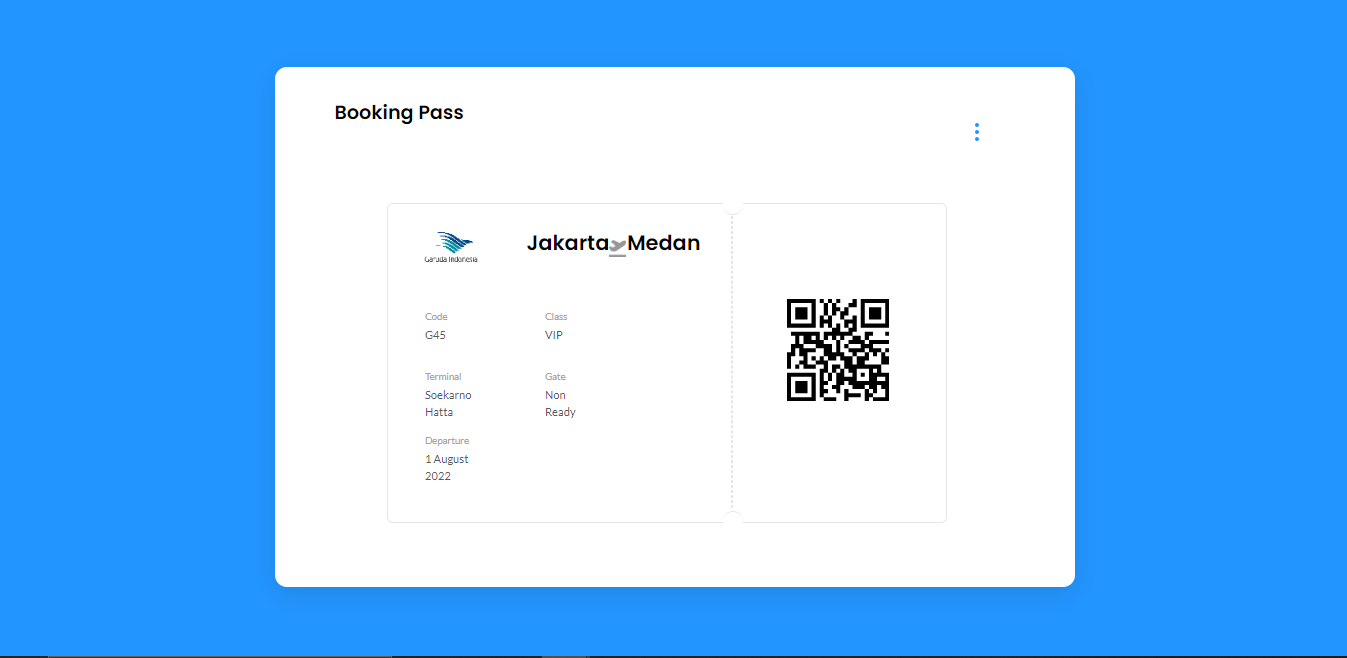 Booking Pass
Garuda Indonesia
Jakarta Medan
Code
Class
G45
VIP
Terminal
Gate
Soekarno
Hatta
Non
Ready
Departure
1 August
2022